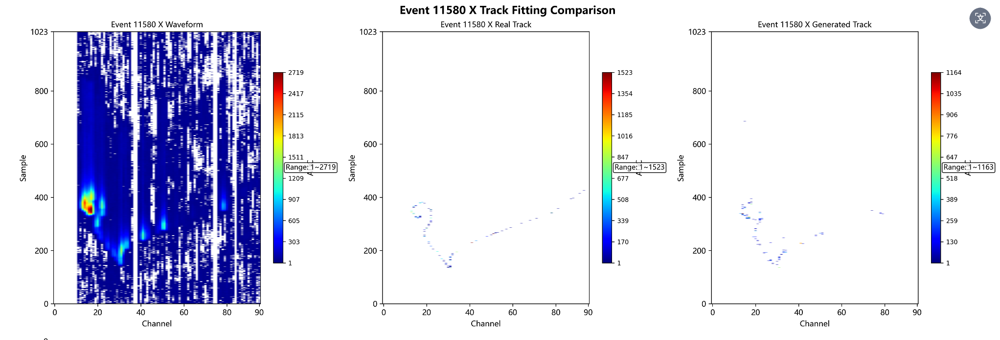 Event 11580 X Track Fitting Comparison
Event 11580 X Waveform
1023
800
600
400
200
0
Sample
0 20 40 60 80 90
Channel
2719
2417
2115
1813
1511
1209
907
605
303
1
Range: 1~2719
Event 11580 X Real Track
1023
800
600
400
200
0
Sample
0 20 40 60 80 90
Channel
1523
1354
1185
1016
847
677
508
339
170
1
Range: 1~1523
Event 11580 X Generated Track
1023
800
600
400
200
0
Sample
0 20 40 60 80 90
Channel
1164
1035
906
776
647
518
389
259
130
1
Range: 1~1163
文